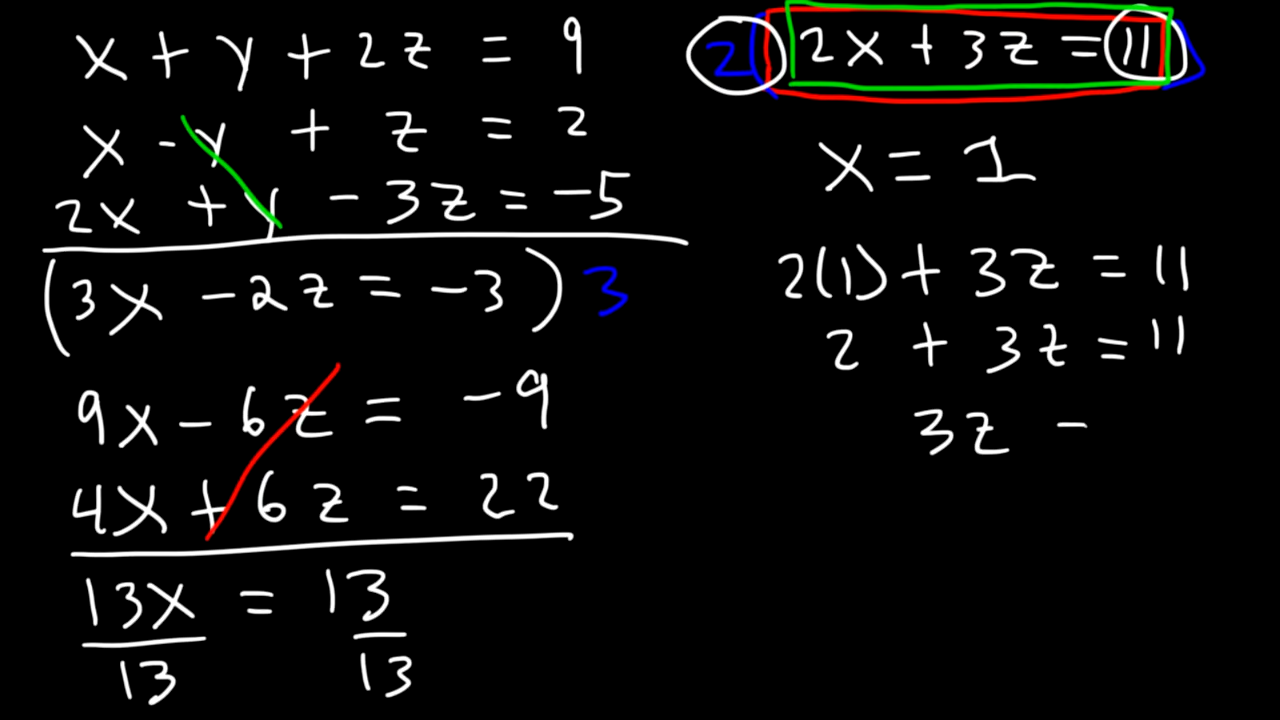 x + y + 2z = 9
x - y + z = 2
2x + y - 3z = -5
(3x - 2z = -3) 3
9x - 6z = -9
4x + 6z = 22
13x = 13
13 13
2(2x + 3z = 11)
x = 1
2(1) + 3z = 11
2 + 3z = 11
3z -